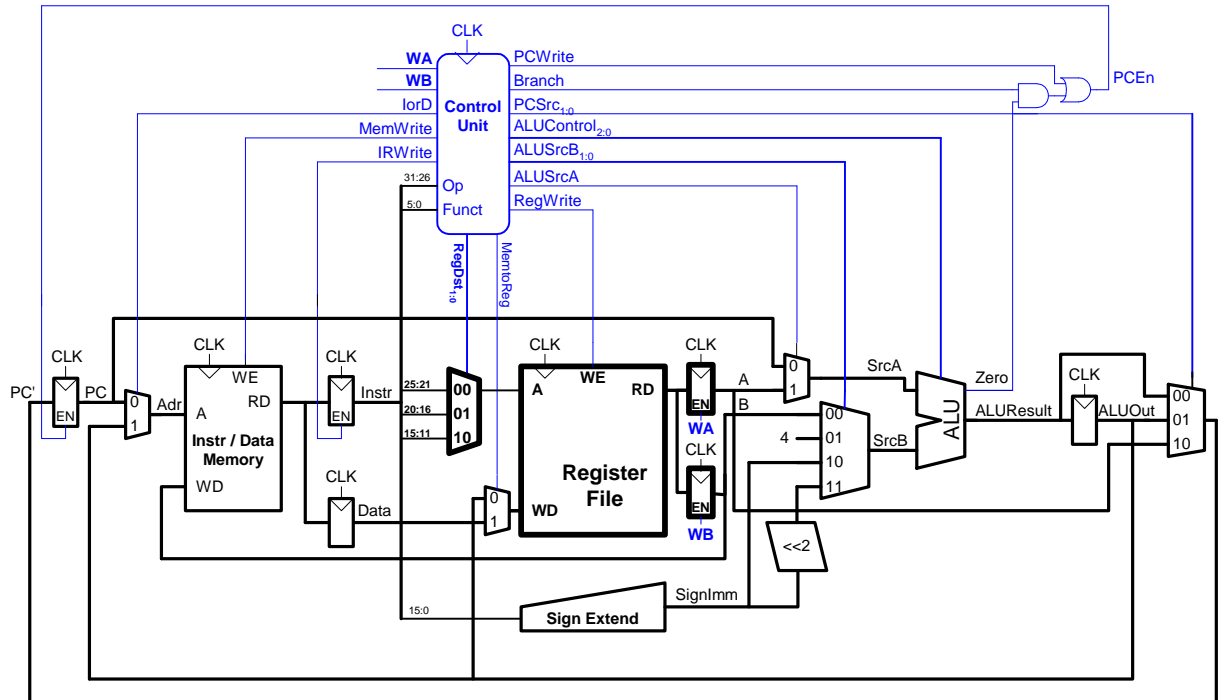 CLK
WA
PCWrite
WB
Branch
PCEn
IorD
Control
Unit
PCSrc1:0
MemWrite
ALUControl2:0
IRWrite
ALUSrcB1:0
31:26
Op
ALUSrcA
5:0
Funct
RegWrite
RegDst1:0
MemtoReg
CLK
CLK
CLK
CLK
CLK
PC'
EN
PC
0
1
Adr
WE
A
RD
Instr / Data
Memory
WD
EN
Instr
25:21
00
20:16
01
15:11
10
A
WE
RD
Register
File
WD
EN
WA
A
B
0
1
SrcA
00
4
01
10
11
SrcB
ALU
Zero
ALUResult
CLK
ALUOut
00
01
10
CLK
Data
0
1
CLK
EN
WB
<<2
15:0
Sign Extend
SignImm